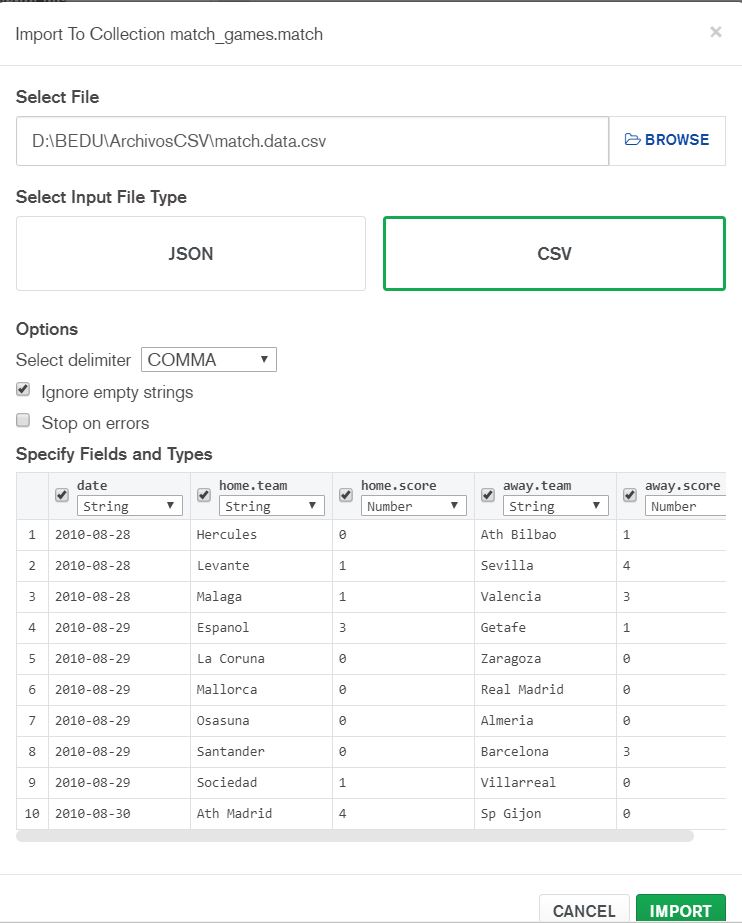 Import To Collection match_games.match ×
Select File
D:\BEDU\ArchivosCSV\match.data.csv BROWSE
Select Input File Type
JSON CSV
Options
Select delimiter COMMA
Ignore empty strings
Stop on errors
Specify Fields and Types
date home.team home.score away.team away.score
String String Number String Number
1 2010-08-28 Hercules 0 Ath Bilbao 1
2 2010-08-28 Levante 1 Sevilla 4
3 2010-08-28 Malaga 1 Valencia 3
4 2010-08-29 Espanol 3 Getafe 1
5 2010-08-29 La Coruna 0 Zaragoza 0
6 2010-08-29 Mallorca 0 Real Madrid 0
7 2010-08-29 Osasuna 0 Almeria 0
8 2010-08-29 Santander 0 Barcelona 3
9 2010-08-29 Sociedad 1 Villarreal 0
10 2010-08-30 Ath Madrid 4 Sp Gijon 0
CANCEL IMPORT